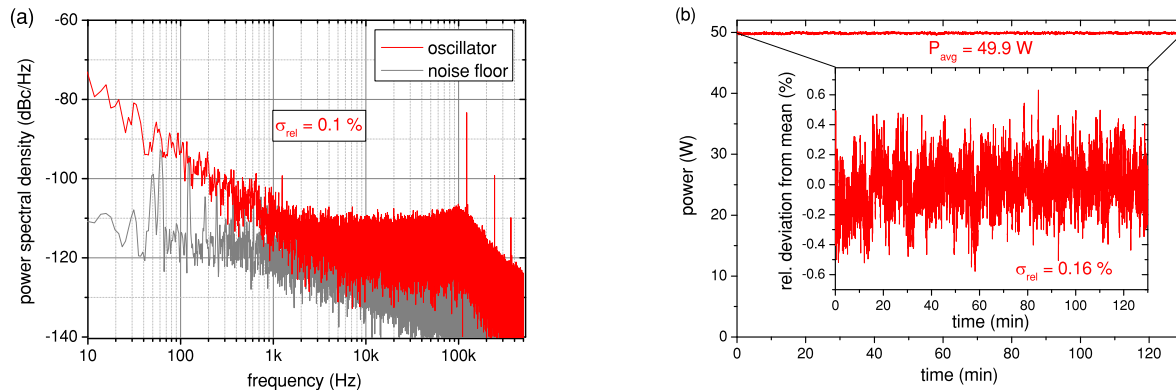 (a)
-60
-80
-100
-120
-140
power spectral density (dBc/Hz)
oscillator
noise floor
σrel = 0.1 %
10 100 1k 10k 100k
frequency (Hz)
(b)
50
40
30
20
10
0
power (W)
Pavg = 49.9 W
0.6
0.4
0.2
0.0
-0.2
-0.4
-0.6
rel. deviation from mean (%)
σrel = 0.16 %
0 20 40 60 80 100 120
time (min)
0 20 40 60 80 100 120
time (min)